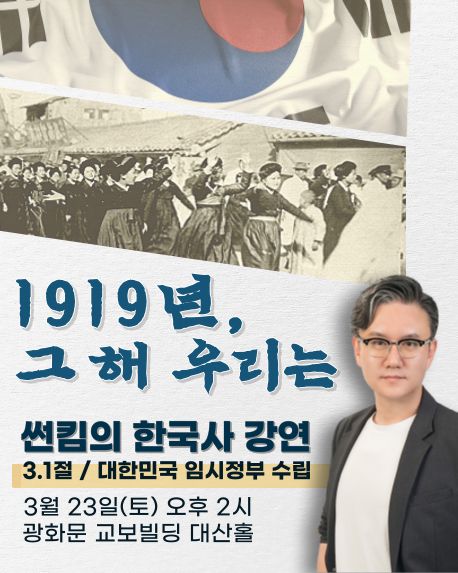 1919년,
그 해 우리는
썬킴의 한국사 강연
3.1절 / 대한민국 임시정부 수립
3월 23일(토) 오후 2시
광화문 교보빌딩 대산홀